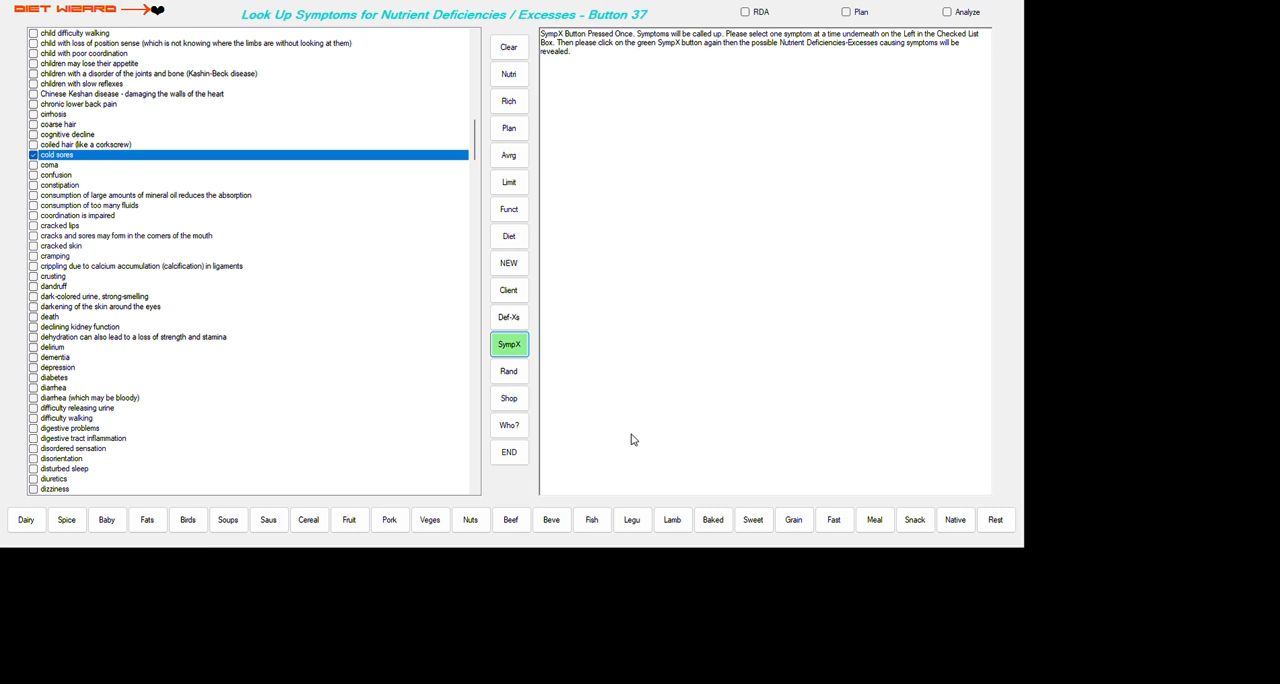 DIET WIZARD
Look Up Symptoms for Nutrient Deficiencies / Excesses - Button 37
RDA
Plan
Analyze
child difficulty walking
child with loss of position sense (which is not knowing where the limbs are without looking at them)
child with poor coordination
children may lose their appetite
children with a disorder of the joints and bone (Kashin-Beck disease)
children with slow reflexes
Chinese Keshan disease - damaging the walls of the heart
chronic lower back pain
cirrhosis
coarse hair
cognitive decline
coiled hair (like a corkscrew)
cold sores
coma
confusion
constipation
consumption of large amounts of mineral oil reduces the absorption
consumption of too many fluids
coordination is impaired
cracked lips
cracks and sores may form in the corners of the mouth
cracked skin
cramping
crippling due to calcium accumulation (calcification) in ligaments
crusting
dandruff
dark-colored urine, strong-smelling
darkening of the skin around the eyes
death
declining kidney function
dehydration can also lead to a loss of strength and stamina
delirium
dementia
depression
diabetes
diarrhea
diarrhea (which may be bloody)
difficulty releasing urine
difficulty walking
digestive problems
digestive tract inflammation
disordered sensation
disorientation
disturbed sleep
diuretics
dizziness
Clear
Nutri
Rich
Plan
Avrg
Limit
Funct
Diet
NEW
Client
Def-Xs
SympX
Rand
Shop
Who?
END
SympX Button Pressed Once. Symptoms will be called up. Please select one symptom at a time underneath on the Left in the Checked List
Box. Then please click on the green SympX button again then the possible Nutrient Deficiencies-Excesses causing symptoms will be
revealed.
Dairy
Spice
Baby
Fats
Birds
Soups
Saus
Cereal
Fruit
Pork
Veges
Nuts
Beef
Beve
Fish
Legu
Lamb
Baked
Sweet
Grain
Fast
Meal
Snack
Native
Rest